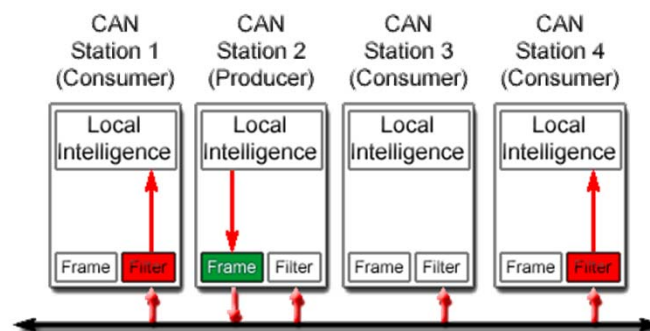 CAN
Station 1
(Consumer)
CAN
Station 2
(Producer)
CAN
Station 3
(Consumer)
CAN
Station 4
(Consumer)
Local
Intelligence
Local
Intelligence
Local
Intelligence
Local
Intelligence
Frame
Filter
Frame
Filter
Frame
Filter
Frame
Filter